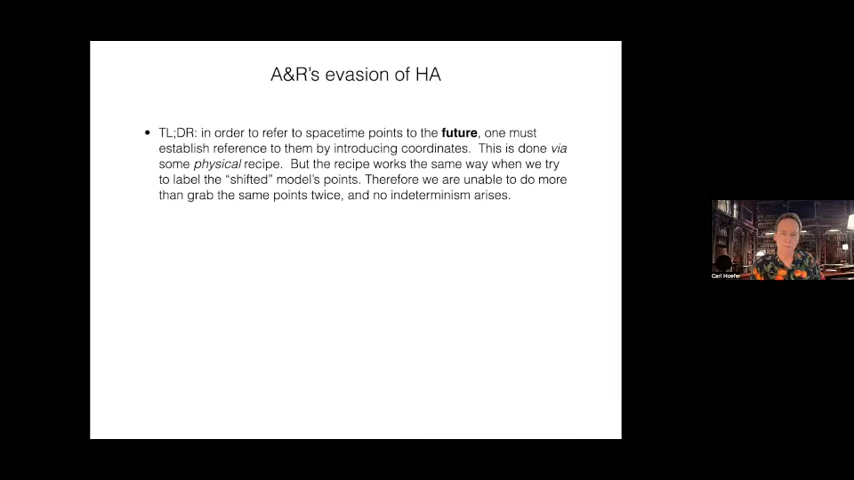 A&R's evasion of HA
• TL;DR: in order to refer to spacetime points to the future, one must
establish reference to them by introducing coordinates. This is done via
some physical recipe. But the recipe works the same way when we try
to label the "shifted" model's points. Therefore we are unable to do more
than grab the same points twice, and no indeterminism arises.
Carl Hoefer